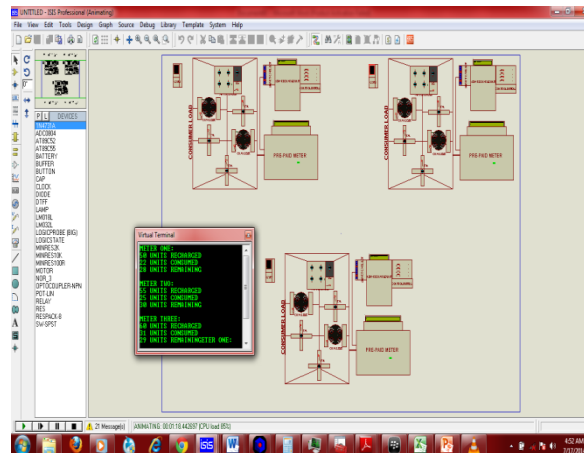 UNTITLED - ISIS Professional (Animating)
File View Edit Tools Design Graph Source Debug Library Template System Help
P L DEVICES
1N4731A
ADC0804
AT89C52
AT89C55
BATTERY
BUFFER
BUTTON
CAP
CLOCK
DIODE
DTFF
LAMP
LM016L
LM032L
LOGICPROBE (BIG)
LOGICSTATE
MINRES2K
MINRES10K
MINRES100R
MOTOR
NOR_3
OPTOCOUPLER-NPN
POT-LIN
RELAY
RES
RESPACK-8
SW-SPST
CONSUMER LOAD
PRE-PAID METER
CONSUMER LOAD
PRE-PAID METER
Virtual Terminal
METER ONE:
50 UNITS RECHARGED
22 UNITS CONSUMED
28 UNITS REMAINING
METER TWO:
55 UNITS RECHARGED
25 UNITS CONSUMED
30 UNITS REMAINING
METER THREE:
60 UNITS RECHARGED
31 UNITS CONSUMED
29 UNITS REMAININGETER ONE:
CONSUMER LOAD
PRE-PAID METER
21 Message(s) ANIMATING: 00:01:16.442697 (CPU load 85%)
ISIS
4:52 AM